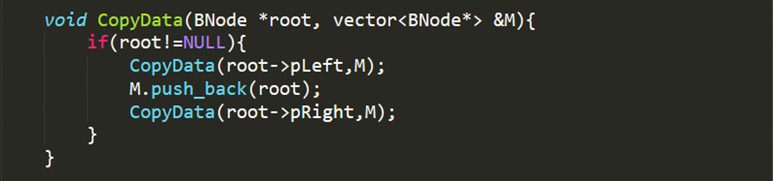 void CopyData(BNode *root, vector<BNode*> &M){
    if(root!=NULL){
        CopyData(root->pLeft,M);
        M.push_back(root);
        CopyData(root->pRight,M);
    }
}